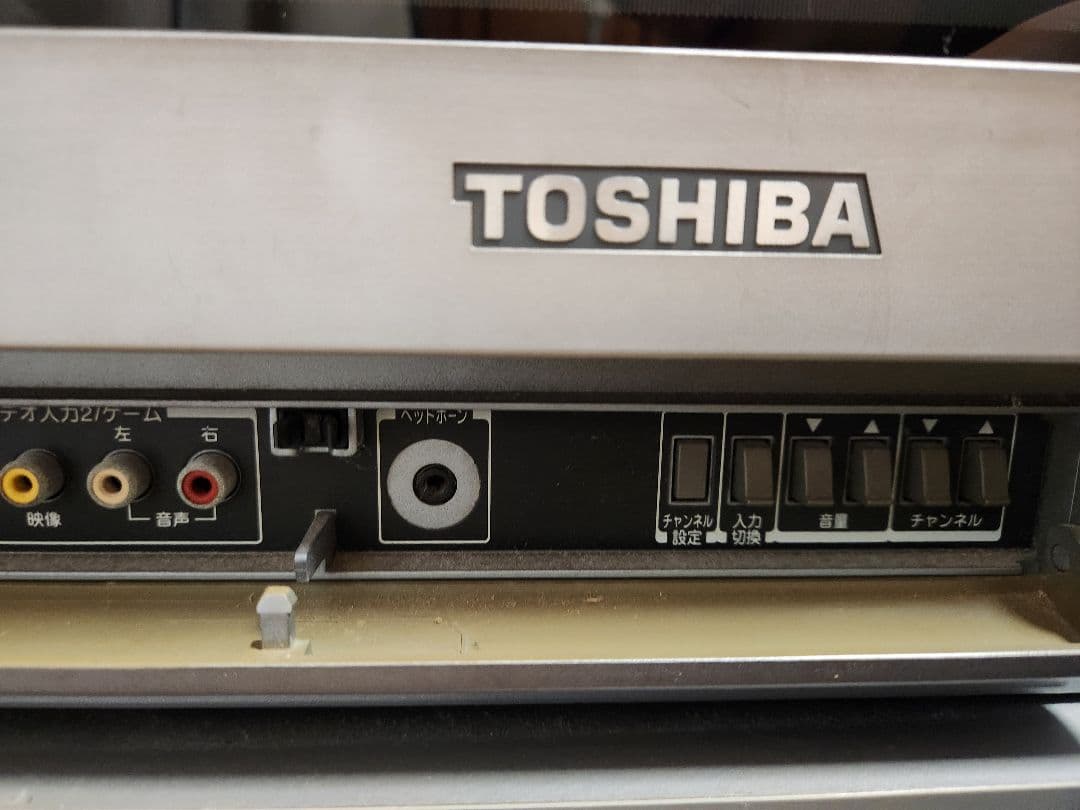 TOSHIBA
デオ入力2/ゲーム
左 右
映像
音声
ヘッドホーン
チャンネル
設定
入力
切換
▼ ▲
音量
▼ ▲
チャンネル